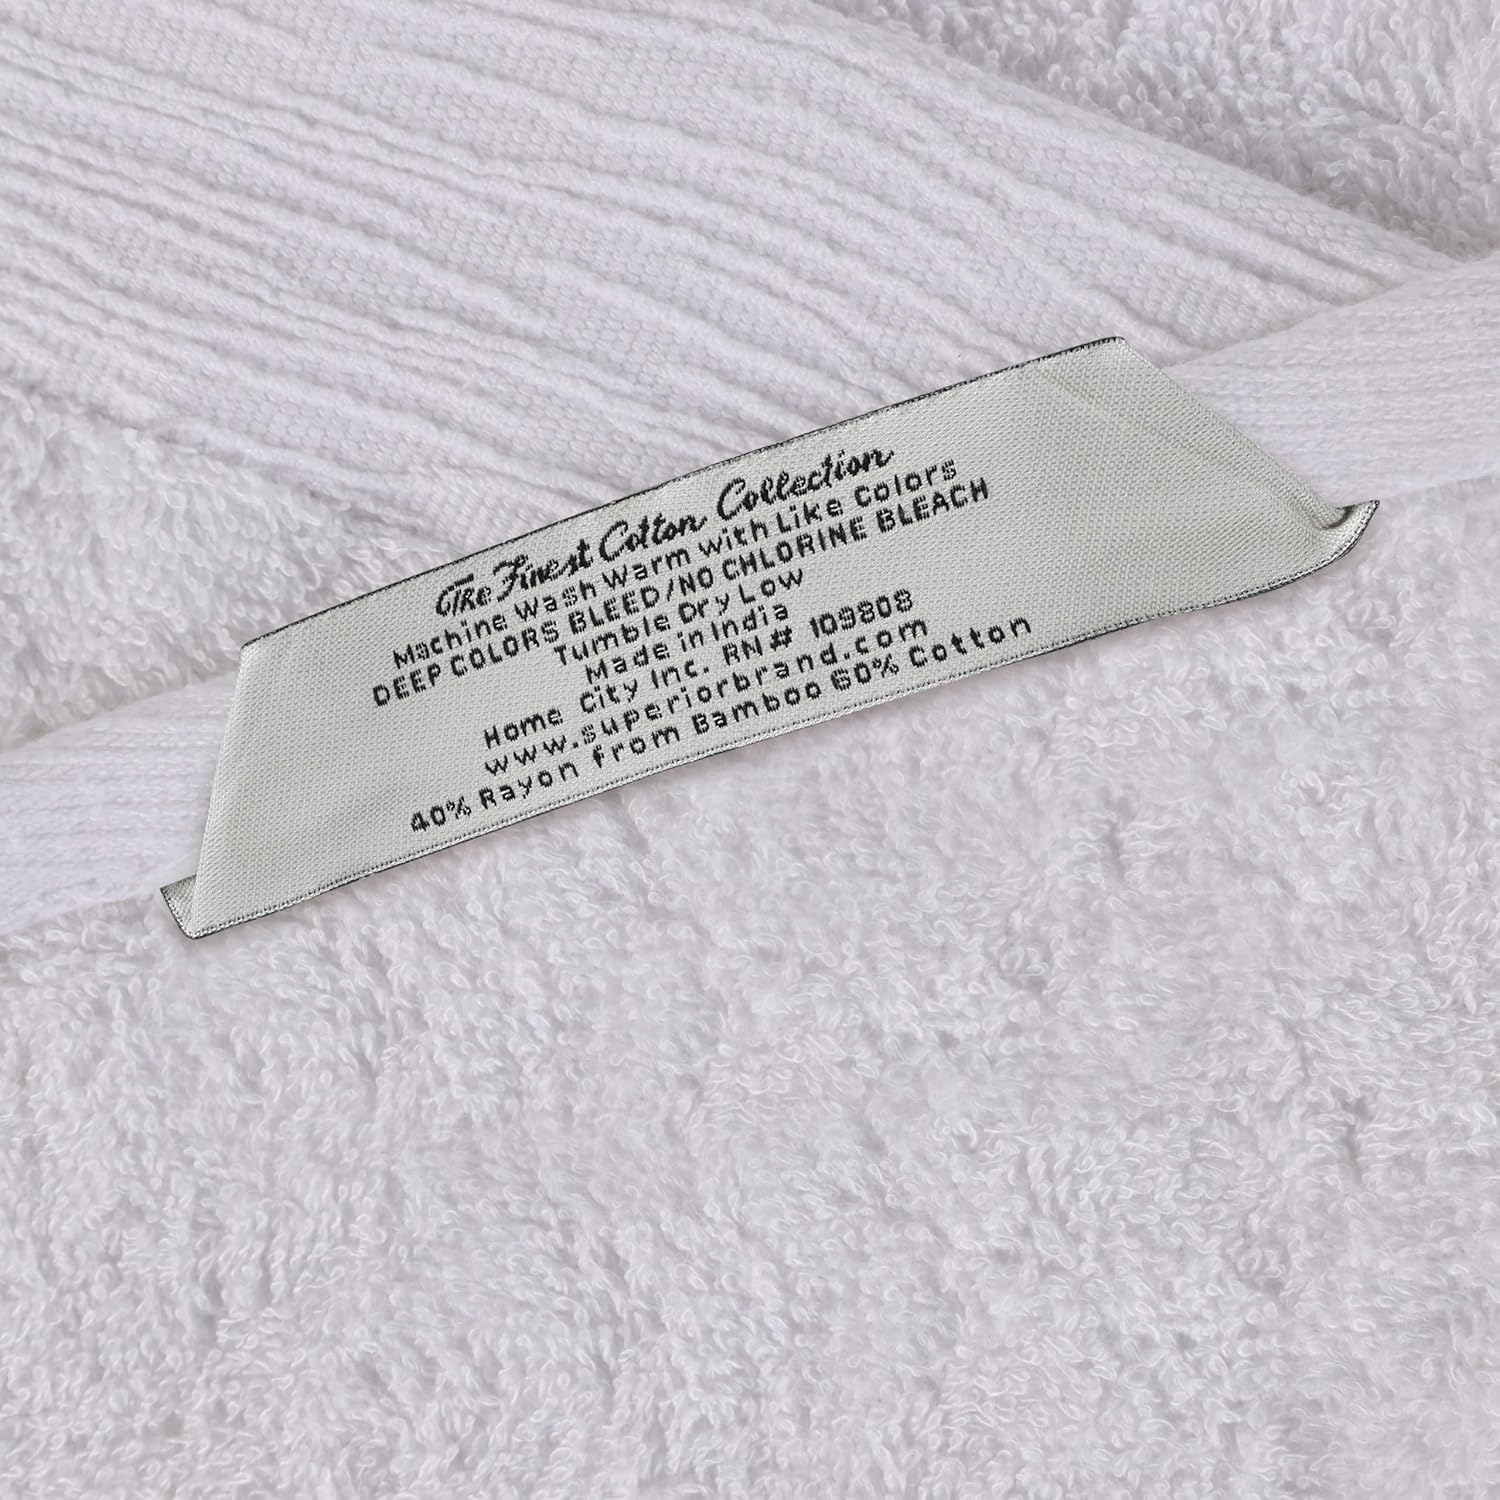 The Finest Cotton Collection
Machine Wash Warm with Like Colors
DEEP COLORS BLEED/NO CHLORINE BLEACH
Tumble Dry Low
Made in India
Home City Inc. RN# 109808
www.superiorbrand.com
40% Rayon from Bamboo 60% Cotton